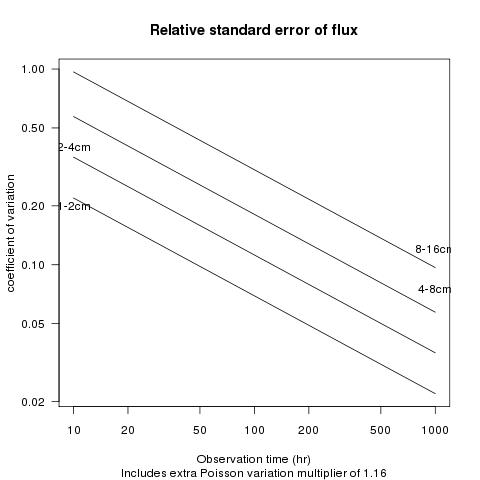 Relative standard error of flux
coefficient of variation
1.00
0.50
0.20
0.10
0.05
0.02
2-4cm
1-2cm
8-16cm
4-8cm
10 20 50 100 200 500 1000
Observation time (hr)
Includes extra Poisson variation multiplier of 1.16